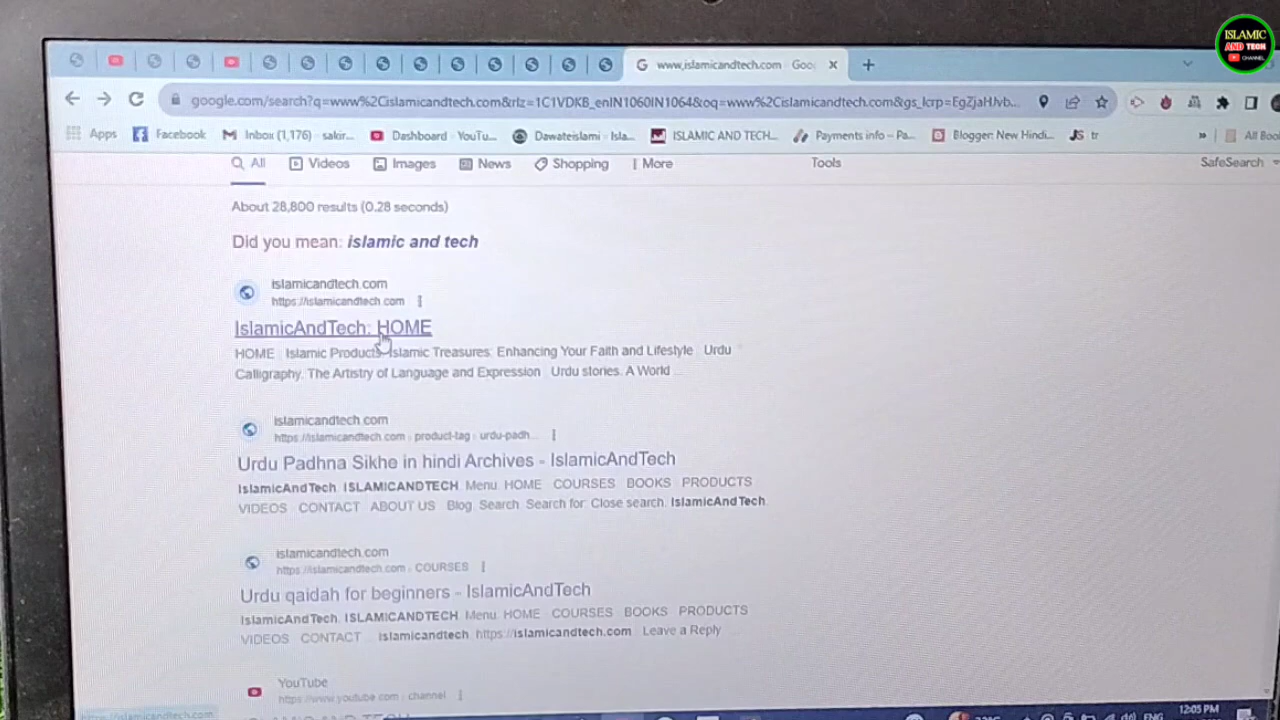 ISLAMIC
AND TECH
CHANNEL
www.islamicandtech.com - Goo
google.com/search?q=www%2Cislamicandtech.com&rlz=1C1VDKB_enIN1060IN1064&oq=www%2Cislamicandtech.com&gs_lcrp=EgZjaHJvb...
Apps Facebook Inbox (1,176) - sakir... Dashboard - YouTu... Dawateislami - Isla... ISLAMIC AND TECH... Payments info – Pa... Blogger: New Hindi... JS tr » All Boo
All Videos Images News Shopping More Tools SafeSearch
About 28,800 results (0.28 seconds)
Did you mean: islamic and tech
islamicandtech.com
https://islamicandtech.com
IslamicAndTech: HOME
HOME Islamic Products Islamic Treasures: Enhancing Your Faith and Lifestyle Urdu
Calligraphy. The Artistry of Language and Expression Urdu stories. A World ...
islamicandtech.com
https://islamicandtech.com › product-tag › urdu-padh...
Urdu Padhna Sikhe in hindi Archives - IslamicAndTech
IslamicAndTech. ISLAMICANDTECH. Menu. HOME COURSES BOOKS PRODUCTS
VIDEOS CONTACT ABOUT US Blog. Search. Search for: Close search. IslamicAndTech.
islamicandtech.com
https://islamicandtech.com › COURSES
Urdu qaidah for beginners - IslamicAndTech
IslamicAndTech. ISLAMICANDTECH. Menu. HOME COURSES BOOKS PRODUCTS
VIDEOS CONTACT islamicandtech. https://islamicandtech.com Leave a Reply
YouTube
https://www.youtube.com › channel
https://islamicandtech.com
ENG 12:05 PM